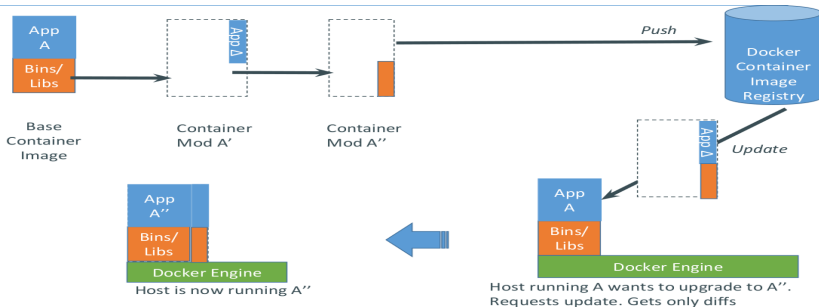 App
A
Bins/
Libs
Base
Container
Image
App Δ
Container
Mod A'
Container
Mod A''
Push
Docker
Container
Image
Registry
App Δ
Update
App
A
Bins/
Libs
Docker Engine
Host running A wants to upgrade to A''.
Requests update. Gets only diffs
App
A''
Bins/
Libs
Docker Engine
Host is now running A''